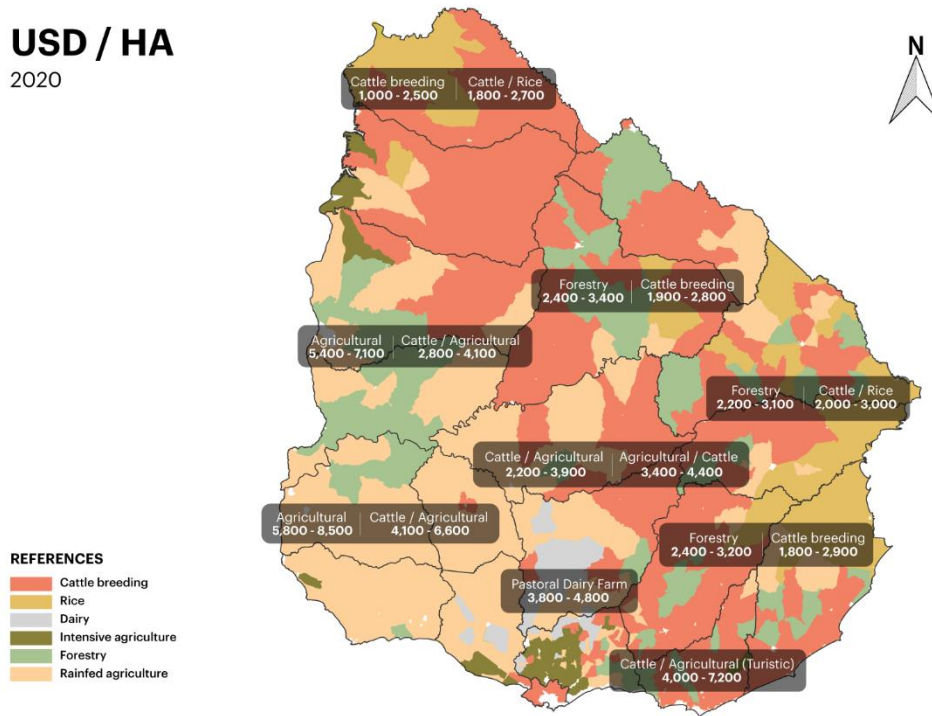 USD / HA
2020
N
Cattle breeding | Cattle / Rice
1,000 - 2,500 1,800 - 2,700
Forestry | Cattle breeding
2,400 - 3,400 1,900 - 2,800
Agricultural | Cattle / Agricultural
5,400 - 7,100 2,800 - 4,100
Forestry | Cattle / Rice
2,200 - 3,100 2,000 - 3,000
Cattle / Agricultural | Agricultural / Cattle
2,200 - 3,900 3,400 - 4,400
Agricultural | Cattle / Agricultural
5,800 - 8,500 4,100 - 6,600
Forestry | Cattle breeding
2,400 - 3,200 1,800 - 2,900
Pastoral Dairy Farm
3,800 - 4,800
Cattle / Agricultural (Turistic)
4,000 - 7,200
REFERENCES
Cattle breeding
Rice
Dairy
Intensive agriculture
Forestry
Rainfed agriculture